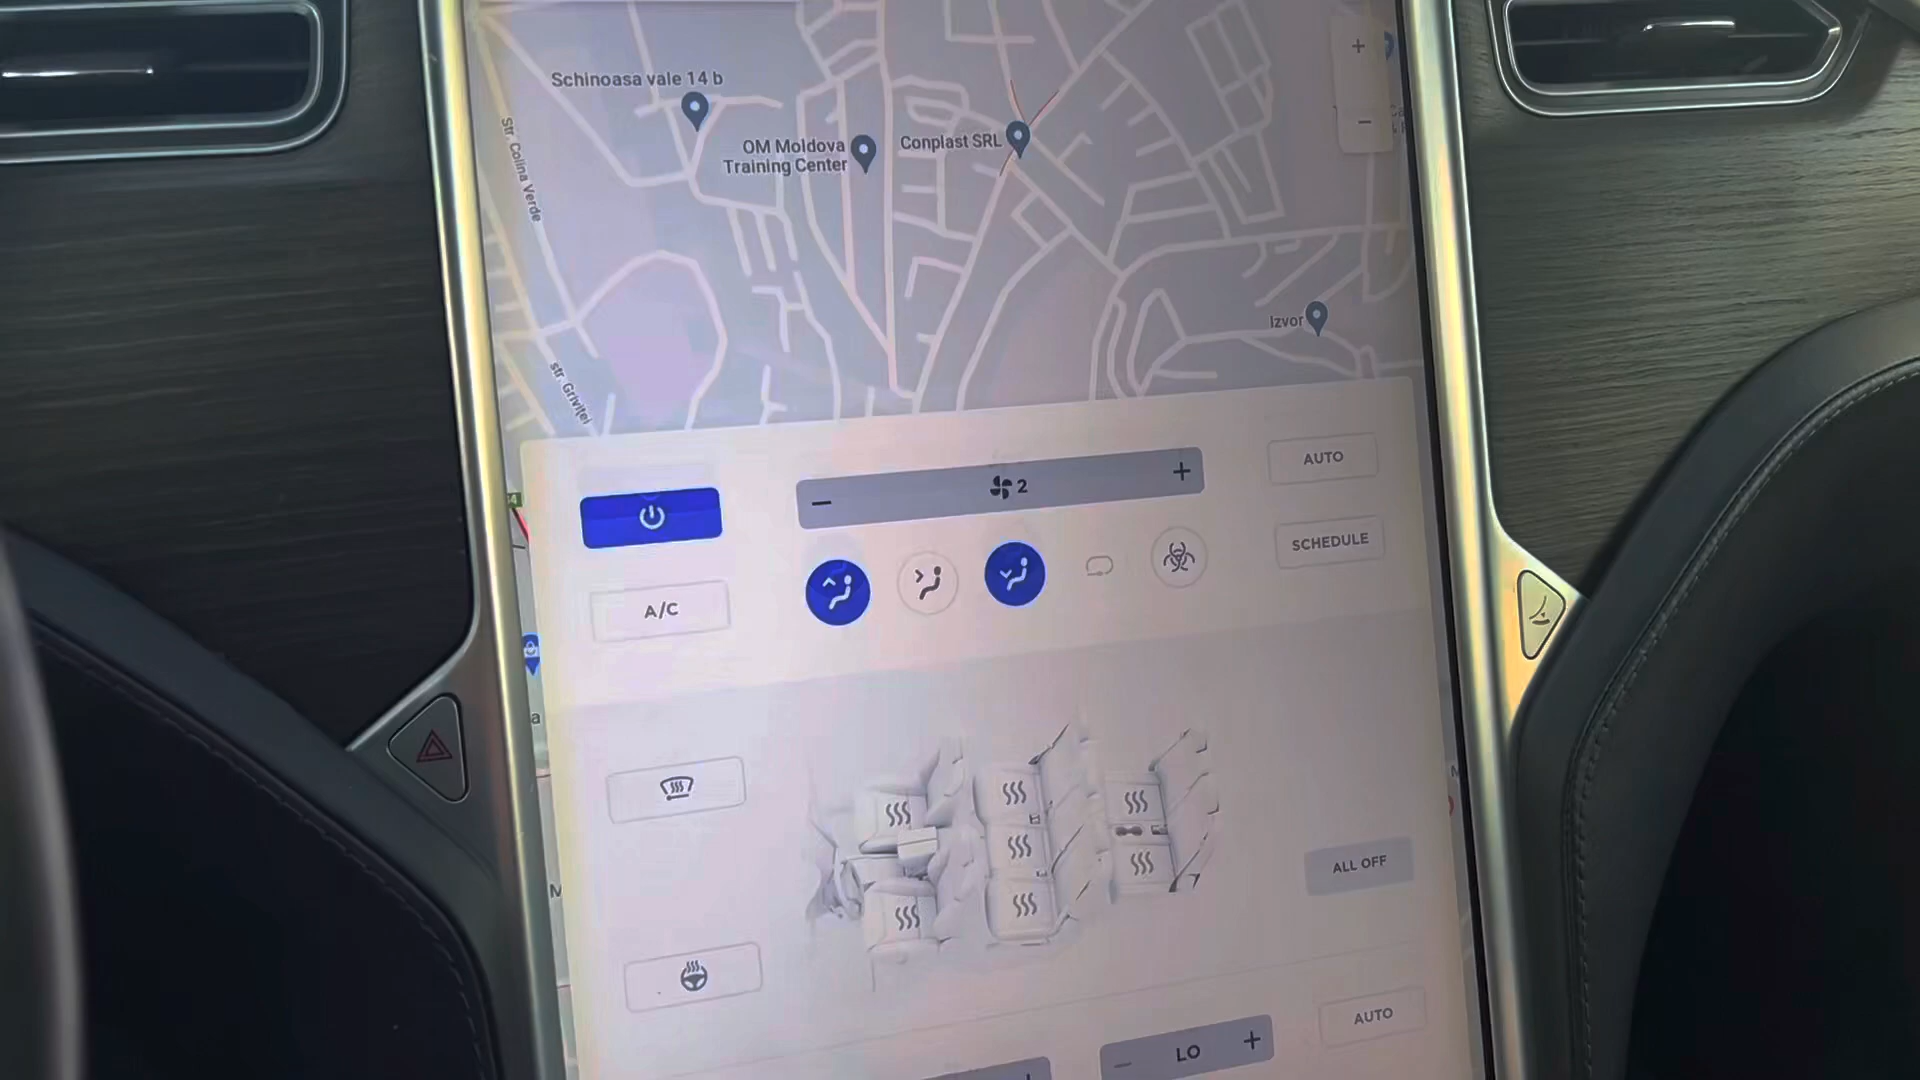 Schinoasa vale 14 b
Str. Colina Verde
OM Moldova
Training Center
Conplast SRL
Izvor
str. Griviței
2
AUTO
SCHEDULE
A/C
ALL OFF
AUTO
LO